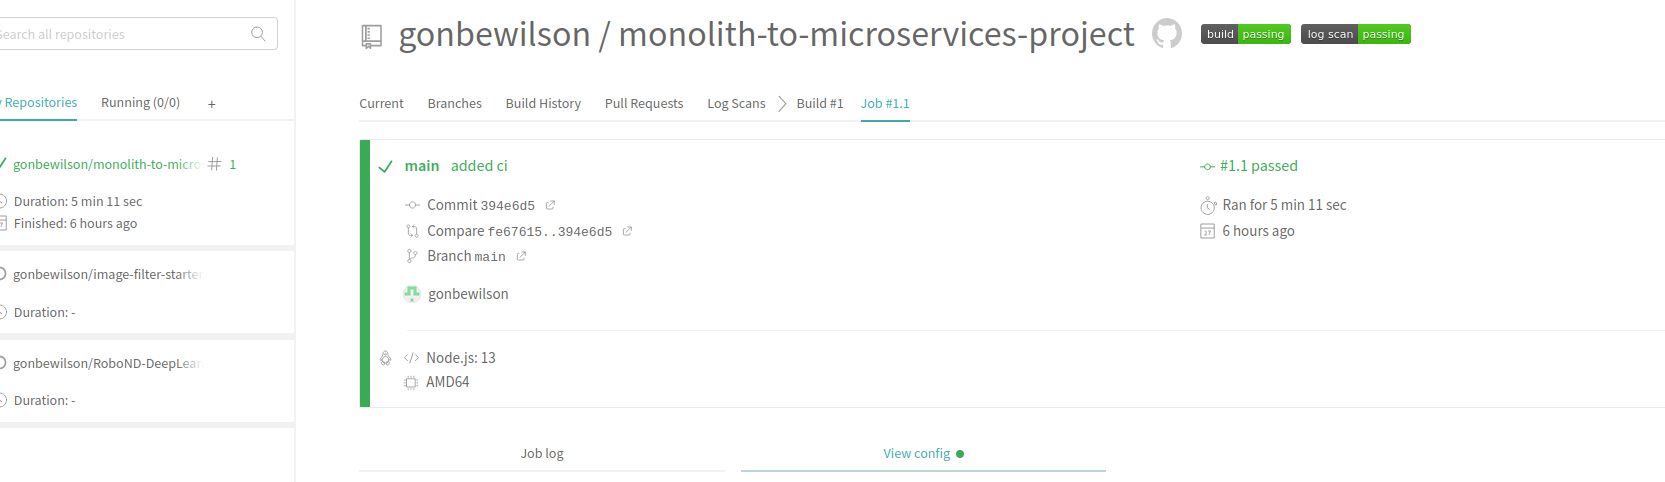 Search all repositories
Repositories
Running (0/0)
+
gonbewilson/monolith-to-micro
# 1
Duration: 5 min 11 sec
Finished: 6 hours ago
gonbewilson/image-filter-starte
Duration: -
gonbewilson/RoboND-DeepLear
Duration: -
gonbewilson / monolith-to-microservices-project
build passing
log scan passing
Current
Branches
Build History
Pull Requests
Log Scans
Build #1
Job #1.1
main added ci
Commit 394e6d5
Compare fe67615..394e6d5
Branch main
gonbewilson
#1.1 passed
Ran for 5 min 11 sec
6 hours ago
Node.js: 13
AMD64
Job log
View config